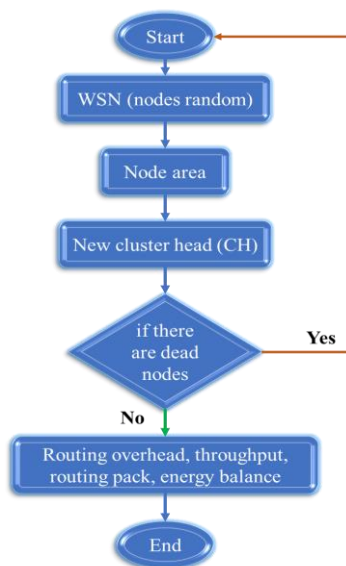 Start
WSN (nodes random)
Node area
New cluster head (CH)
if there
are dead
nodes
Yes
No
Routing overhead, throughput,
routing pack, energy balance
End